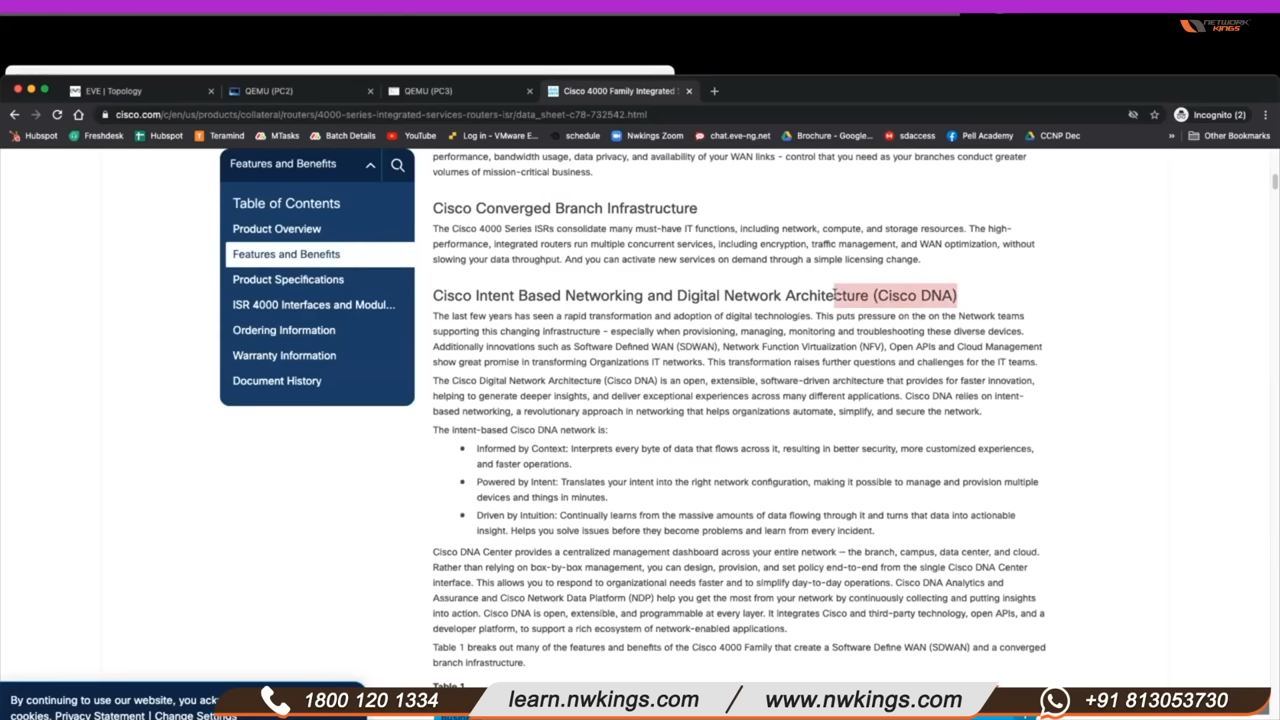 NETWORK
KINGS
EVE | Topology
QEMU (PC2)
QEMU (PC3)
Cisco 4000 Family Integrated S
cisco.com/c/en/us/products/collateral/routers/4000-series-integrated-services-routers-isr/data_sheet-c78-732542.html
Incognito (2)
Hubspot
Freshdesk
Hubspot
Teramind
MTasks
Batch Details
YouTube
Log in - VMware E...
schedule
Nwkings Zoom
chat.eve-ng.net
Brochure - Google...
sdaccess
Pell Academy
CCNP Dec
»
Other Bookmarks
Features and Benefits
Table of Contents
Product Overview
Features and Benefits
Product Specifications
ISR 4000 Interfaces and Modul...
Ordering Information
Warranty Information
Document History
performance, bandwidth usage, data privacy, and availability of your WAN links - control that you need as your branches conduct greater
volumes of mission-critical business.
Cisco Converged Branch Infrastructure
The Cisco 4000 Series ISRs consolidate many must-have IT functions, including network, compute, and storage resources. The high-
performance, integrated routers run multiple concurrent services, including encryption, traffic management, and WAN optimization, without
slowing your data throughput. And you can activate new services on demand through a simple licensing change.
Cisco Intent Based Networking and Digital Network Architecture (Cisco DNA)
The last few years has seen a rapid transformation and adoption of digital technologies. This puts pressure on the on the Network teams
supporting this changing infrastructure - especially when provisioning, managing, monitoring and troubleshooting these diverse devices.
Additionally innovations such as Software Defined WAN (SDWAN), Network Function Virtualization (NFV), Open APIs and Cloud Management
show great promise in transforming Organizations IT networks. This transformation raises further questions and challenges for the IT teams.
The Cisco Digital Network Architecture (Cisco DNA) is an open, extensible, software-driven architecture that provides for faster innovation,
helping to generate deeper insights, and deliver exceptional experiences across many different applications. Cisco DNA relies on intent-
based networking, a revolutionary approach in networking that helps organizations automate, simplify, and secure the network.
The intent-based Cisco DNA network is:
● Informed by Context: Interprets every byte of data that flows across it, resulting in better security, more customized experiences,
and faster operations.
● Powered by Intent: Translates your intent into the right network configuration, making it possible to manage and provision multiple
devices and things in minutes.
● Driven by Intuition: Continually learns from the massive amounts of data flowing through it and turns that data into actionable
insight. Helps you solve issues before they become problems and learn from every incident.
Cisco DNA Center provides a centralized management dashboard across your entire network – the branch, campus, data center, and cloud.
Rather than relying on box-by-box management, you can design, provision, and set policy end-to-end from the single Cisco DNA Center
interface. This allows you to respond to organizational needs faster and to simplify day-to-day operations. Cisco DNA Analytics and
Assurance and Cisco Network Data Platform (NDP) help you get the most from your network by continuously collecting and putting insights
into action. Cisco DNA is open, extensible, and programmable at every layer. It integrates Cisco and third-party technology, open APIs, and a
developer platform, to support a rich ecosystem of network-enabled applications.
Table 1 breaks out many of the features and benefits of the Cisco 4000 Family that create a Software Define WAN (SDWAN) and a converged
branch infrastructure.
Table 1
By continuing to use our website, you ack
cookies. Privacy Statement | Change Setti
1800 120 1334
learn.nwkings.com / www.nwkings.com
+91 813053730